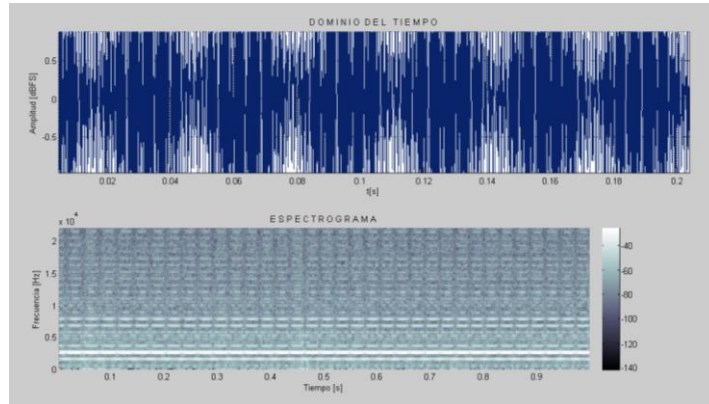 DOMINIO DEL TIEMPO
Amplitud [dBFS]
0.5
0
-0.5
0.02 0.04 0.06 0.08 0.1 0.12 0.14 0.16 0.18 0.2
t[s]
ESPECTROGRAMA
x 10^4
Frecuencia [Hz]
2
1.5
1
0.5
0
0.1 0.2 0.3 0.4 0.5 0.6 0.7 0.8 0.9
Tiempo [s]
-40
-60
-80
-100
-120
-140